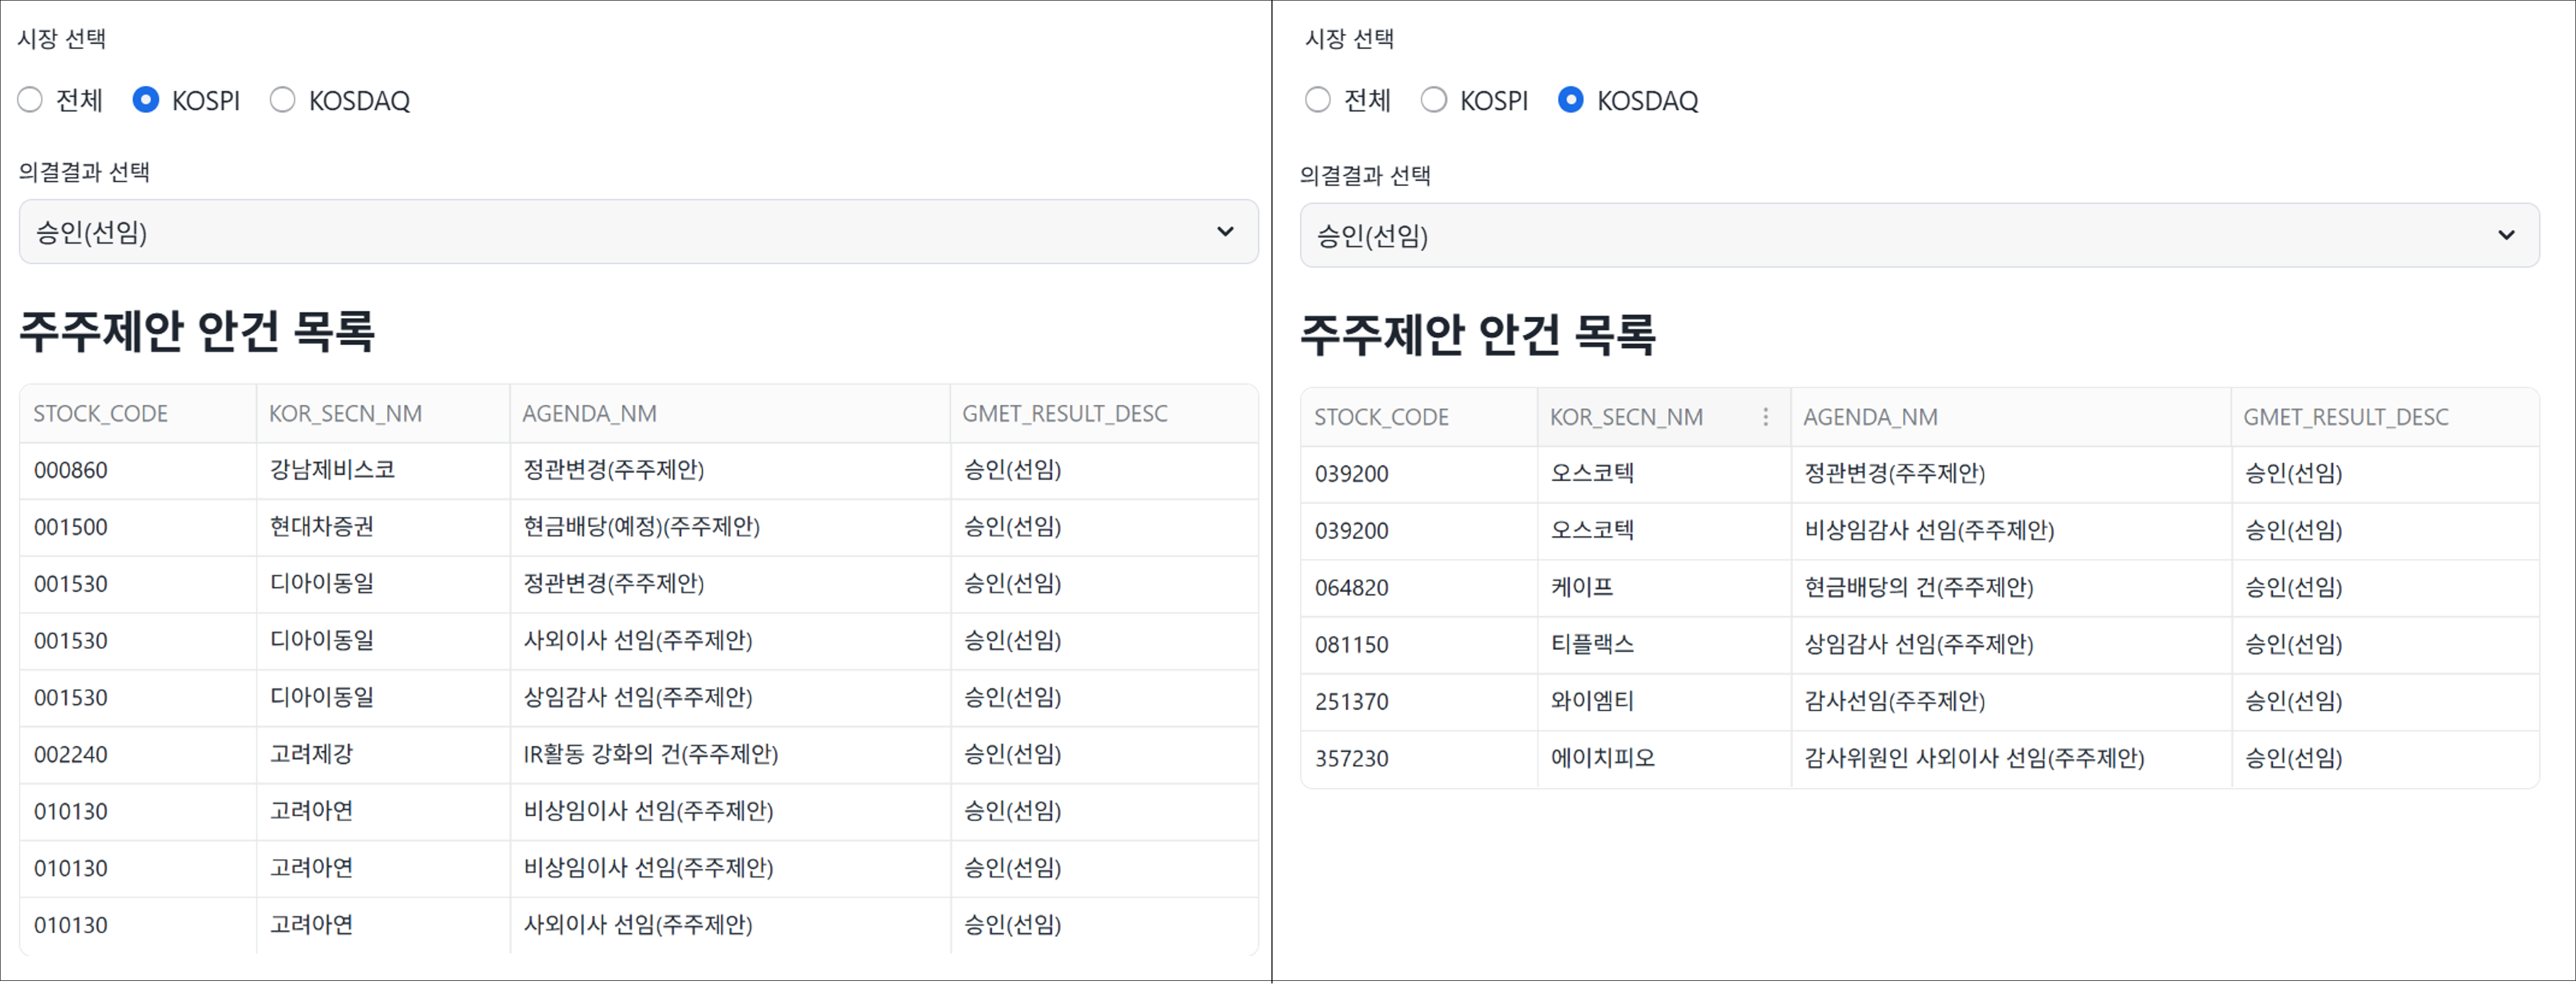 시장 선택
전체 KOSPI KOSDAQ
의결결과 선택
승인(선임)
주주제안 안건 목록
STOCK_CODE KOR_SECN_NM AGENDA_NM GMET_RESULT_DESC
000860 강남제비스코 정관변경(주주제안) 승인(선임)
001500 현대차증권 현금배당(예정)(주주제안) 승인(선임)
001530 디아이동일 정관변경(주주제안) 승인(선임)
001530 디아이동일 사외이사 선임(주주제안) 승인(선임)
001530 디아이동일 상임감사 선임(주주제안) 승인(선임)
002240 고려제강 IR활동 강화의 건(주주제안) 승인(선임)
010130 고려아연 비상임이사 선임(주주제안) 승인(선임)
010130 고려아연 비상임이사 선임(주주제안) 승인(선임)
010130 고려아연 사외이사 선임(주주제안) 승인(선임)
시장 선택
전체 KOSPI KOSDAQ
의결결과 선택
승인(선임)
주주제안 안건 목록
STOCK_CODE KOR_SECN_NM AGENDA_NM GMET_RESULT_DESC
039200 오스코텍 정관변경(주주제안) 승인(선임)
039200 오스코텍 비상임감사 선임(주주제안) 승인(선임)
064820 케이프 현금배당의 건(주주제안) 승인(선임)
081150 티플랙스 상임감사 선임(주주제안) 승인(선임)
251370 와이엠티 감사선임(주주제안) 승인(선임)
357230 에이치피오 감사위원인 사외이사 선임(주주제안) 승인(선임)